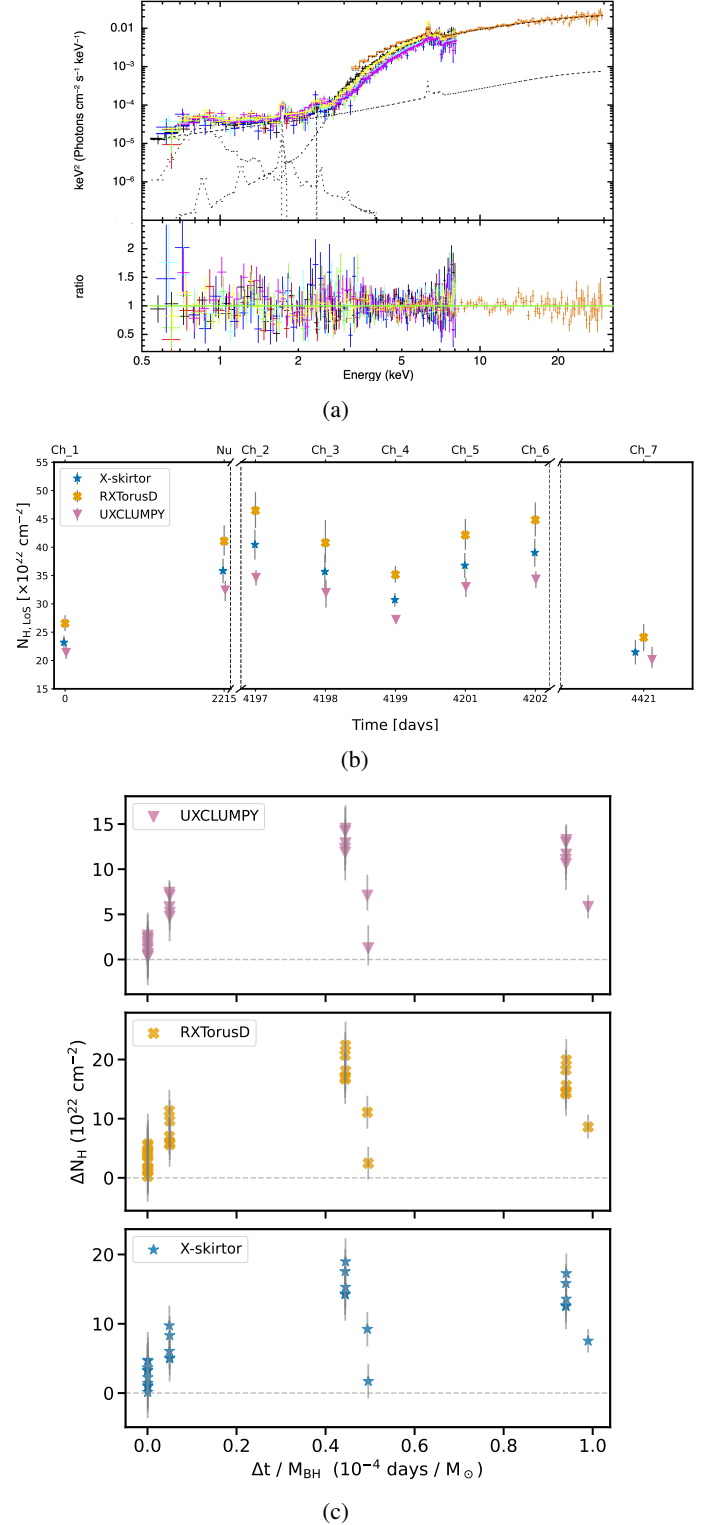 0.01
10⁻³
10⁻⁴
10⁻⁵
10⁻⁶
keV² (Photons cm⁻² s⁻¹ keV⁻¹)
2
1.5
1
0.5
ratio
0.5 1 2 5 10 20
Energy (keV)
(a)
Ch_1 Nu Ch_2 Ch_3 Ch_4 Ch_5 Ch_6 Ch_7
55
50
45
40
35
30
25
20
15
N_H,LoS [×10²² cm⁻²]
X-skirtor
RXTorusD
UXCLUMPY
0 2215 4197 4198 4199 4201 4202 4421
Time [days]
(b)
UXCLUMPY
15
10
5
0
RXTorusD
20
10
0
ΔN_H (10²² cm⁻²)
X-skirtor
20
10
0
0.0 0.2 0.4 0.6 0.8 1.0
Δt / M_BH (10⁻⁴ days / M_⊙)
(c)